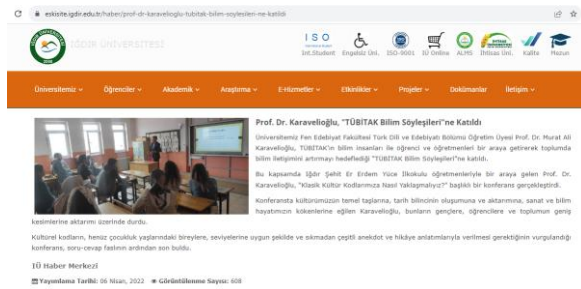 eskisite.igdir.edu.tr/haber/prof-dr-karavelioglu-tubitak-bilim-soylesileri-ne-katildi
IĞDIR ÜNİVERSİTESİ
ISO
Int.Student
Engelsiz Üni.
ISO-9001
IÜ Online
ALMS
İhtisas Üni.
Kalite
Mezun
Üniversitemiz
Öğrenciler
Akademik
Araştırma
E-Hizmetler
Etkinlikler
Projeler
Dokümanlar
İletişim
Prof. Dr. Karavelioğlu, "TÜBİTAK Bilim Söyleşileri"ne Katıldı
Üniversitemiz Fen Edebiyat Fakültesi Türk Dili ve Edebiyatı Bölümü Öğretim Üyesi Prof. Dr. Murat Ali
Karavelioğlu, TÜBİTAK'ın bilim insanları ile öğrenci ve öğretmenleri bir araya getirerek toplumda
bilim iletişimini artırmayı hedeflediği "TÜBİTAK Bilim Söyleşileri"ne katıldı.
Bu kapsamda Iğdır Şehit Er Erdem Yüce İlkokulu öğretmenleriyle bir araya gelen Prof. Dr.
Karavelioğlu, "Klasik Kültür Kodlarımıza Nasıl Yaklaşmalıyız?" başlıklı bir konferans gerçekleştirdi.
Konferansta kültürümüzün temel taşlarına, tarih bilincinin oluşumuna ve aktarımına, sanat ve bilim
hayatımızın kökenlerine eğilen Karavelioğlu, bunların gençlere, öğrencilere ve toplumun geniş
kesimlerine aktarımı üzerinde durdu.
Kültürel kodların, henüz çocukluk yaşlarındaki bireylere, seviyelerine uygun şekilde ve sıkmadan çeşitli anekdot ve hikâye anlatımlarıyla verilmesi gerektiğinin vurgulandığı
konferans, soru-cevap faslının ardından son buldu.
İÜ Haber Merkezi
Yayımlama Tarihi: 06 Nisan, 2022 Görüntülenme Sayısı: 608